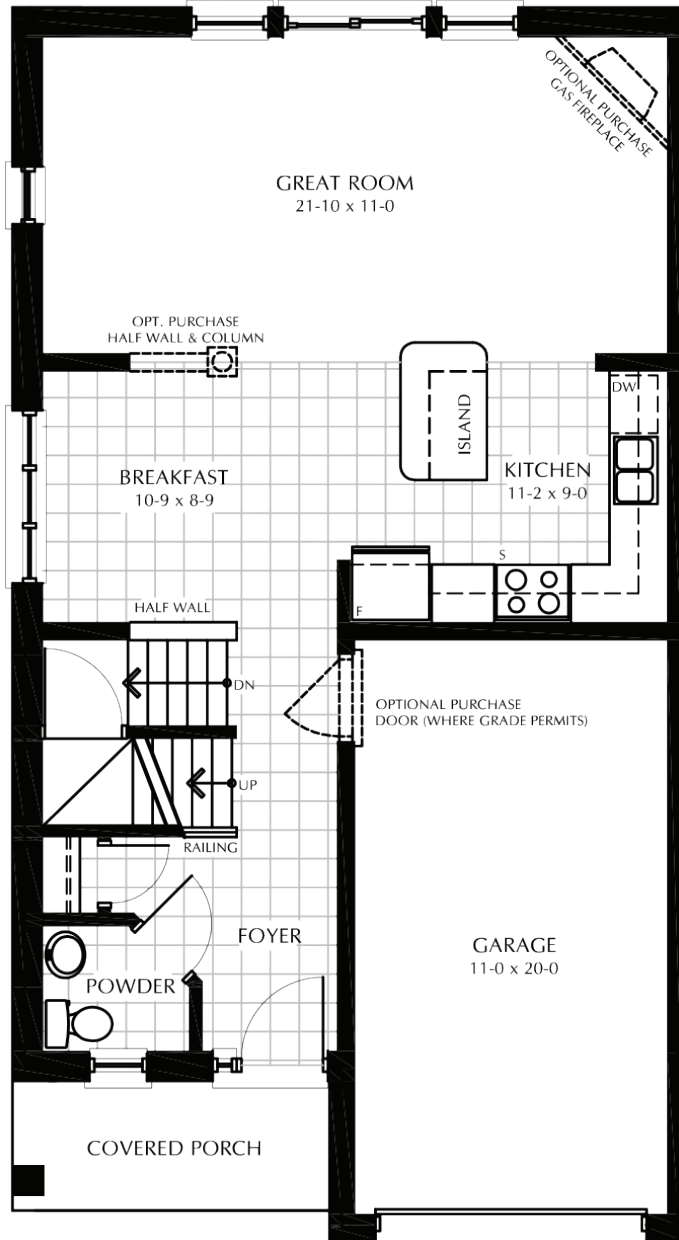 OPTIONAL PURCHASE
GAS FIREPLACE
GREAT ROOM
21-10 x 11-0
OPT. PURCHASE
HALF WALL & COLUMN
DW
ISLAND
BREAKFAST
10-9 x 8-9
KITCHEN
11-2 x 9-0
S
F
HALF WALL
DN
OPTIONAL PURCHASE
DOOR (WHERE GRADE PERMITS)
UP
RAILING
FOYER
GARAGE
11-0 x 20-0
POWDER
COVERED PORCH